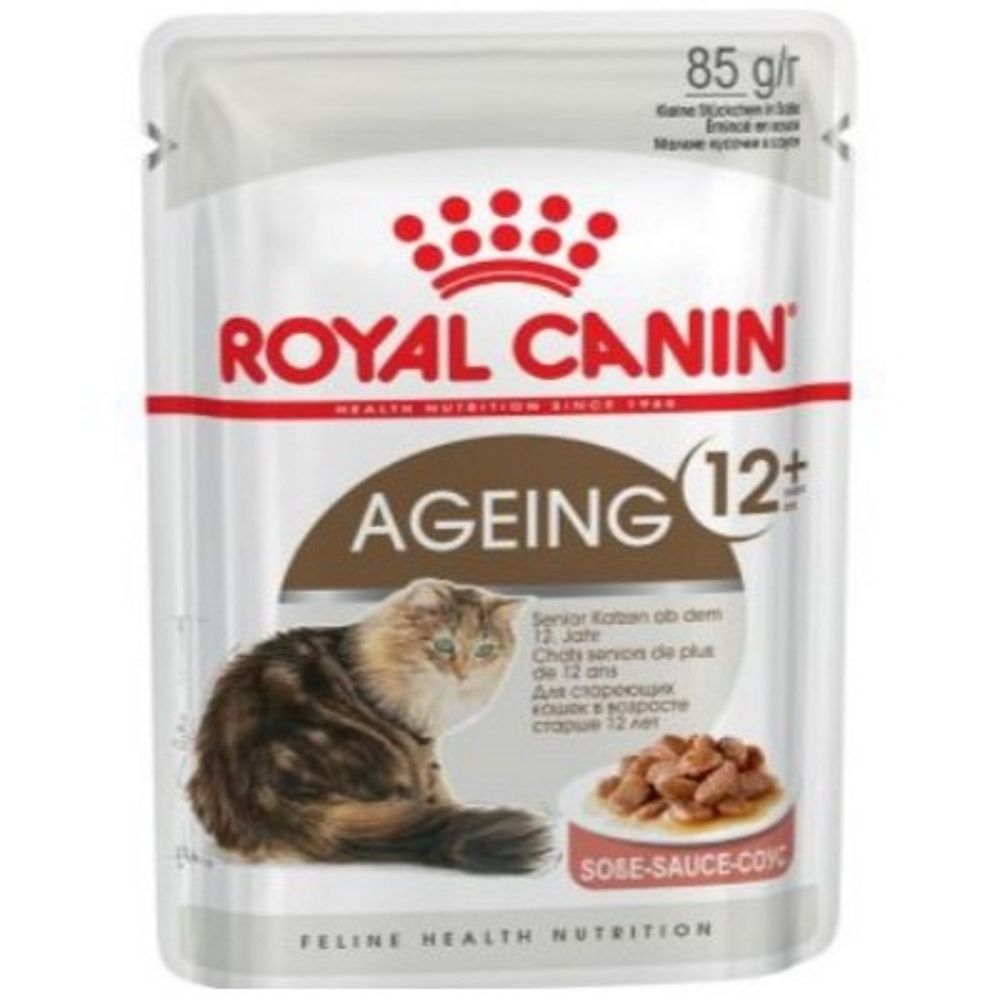 85 g/r
Kleine Stückchen in Soße
Émincé en sauce
Мелкие кусочки в соусе
ROYAL CANIN®
HEALTH NUTRITION SINCE 1968
AGEING
12+
Senior Katzen ab dem
12. Jahr
Chats seniors de plus
de 12 ans
Для стареющих
кошек в возрасте
старше 12 лет
SOßE-SAUCE-СОУС
FELINE HEALTH NUTRITION